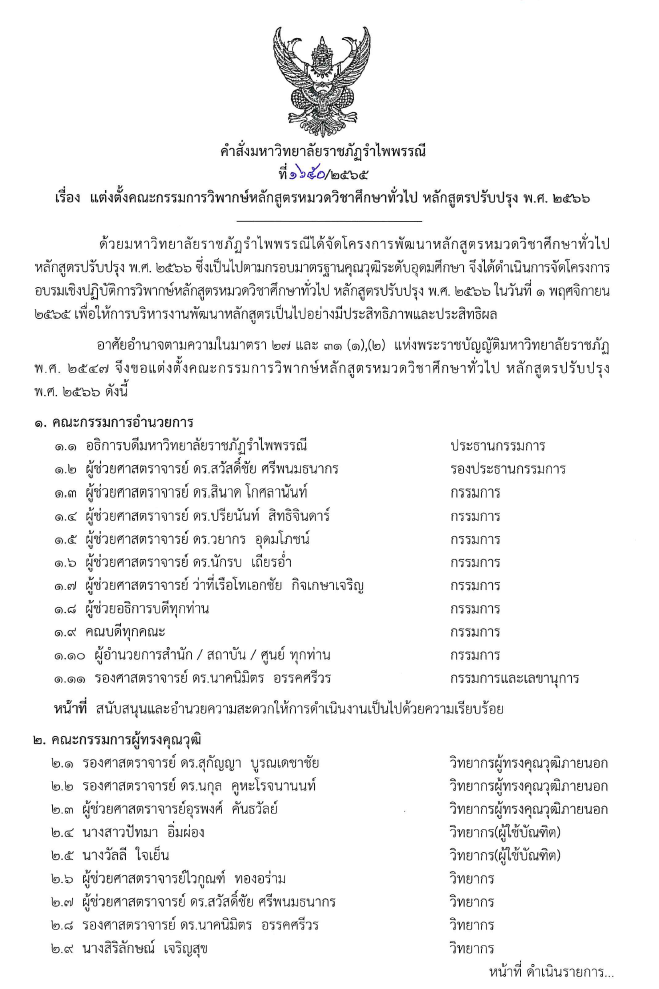 คำสั่งมหาวิทยาลัยราชภัฏรำไพพรรณี
ที่๑๖๕๐/๒๕๖๕
เรื่อง แต่งตั้งคณะกรรมการวิพากษ์หลักสูตรหมวดวิชาศึกษาทั่วไป หลักสูตรปรับปรุง พ.ศ. ๒๕๖๖
ด้วยมหาวิทยาลัยราชภัฏรำไพพรรณีได้จัดโครงการพัฒนาหลักสูตรหมวดวิชาศึกษาทั่วไป
หลักสูตรปรับปรุง พ.ศ. ๒๕๖๖ ซึ่งเป็นไปตามกรอบมาตรฐานคุณวุฒิระดับอุดมศึกษา จึงได้ดำเนินการจัดโครงการ
อบรมเชิงปฏิบัติการวิพากษ์หลักสูตรหมวดวิชาศึกษาทั่วไป หลักสูตรปรับปรุง พ.ศ. ๒๕๖๖ ในวันที่ ๑ พฤศจิกายน
๒๕๖๕ เพื่อให้การบริหารงานพัฒนาหลักสูตรเป็นไปอย่างมีประสิทธิภาพและประสิทธิผล
อาศัยอำนาจตามความในมาตรา ๒๗ และ ๓๑ (๑),(๒) แห่งพระราชบัญญัติมหาวิทยาลัยราชภัฏ
พ.ศ. ๒๕๔๗ จึงขอแต่งตั้งคณะกรรมการวิพากษ์หลักสูตรหมวดวิชาศึกษาทั่วไป หลักสูตรปรับปรุง
พ.ศ. ๒๕๖๖ ดังนี้
๑. คณะกรรมการอำนวยการ
๑.๑ อธิการบดีมหาวิทยาลัยราชภัฏรำไพพรรณี ประธานกรรมการ
๑.๒ ผู้ช่วยศาสตราจารย์ ดร.สวัสดิ์ชัย ศรีพนมธนากร รองประธานกรรมการ
๑.๓ ผู้ช่วยศาสตราจารย์ ดร.สินาด โกศลานันท์ กรรมการ
๑.๔ ผู้ช่วยศาสตราจารย์ ดร.ปรียนันท์ สิทธิจินดาร์ กรรมการ
๑.๕ ผู้ช่วยศาสตราจารย์ ดร.วยากร อุดมโภชน์ กรรมการ
๑.๖ ผู้ช่วยศาสตราจารย์ ดร.นักรบ เถียรอ่ำ กรรมการ
๑.๗ ผู้ช่วยศาสตราจารย์ ว่าที่เรือโทเอกชัย กิจเกษาเจริญ กรรมการ
๑.๘ ผู้ช่วยอธิการบดีทุกท่าน กรรมการ
๑.๙ คณบดีทุกคณะ กรรมการ
๑.๑๐ ผู้อำนวยการสำนัก / สถาบัน / ศูนย์ ทุกท่าน กรรมการ
๑.๑๑ รองศาสตราจารย์ ดร.นาคนิมิตร อรรคศรีวร กรรมการและเลขานุการ
หน้าที่ สนับสนุนและอำนวยความสะดวกให้การดำเนินงานเป็นไปด้วยความเรียบร้อย
๒. คณะกรรมการผู้ทรงคุณวุฒิ
๒.๑ รองศาสตราจารย์ ดร.สุกัญญา บูรณเดชาชัย วิทยากรผู้ทรงคุณวุฒิภายนอก
๒.๒ รองศาสตราจารย์ ดร.นกุล คูหะโรจนานนท์ วิทยากรผู้ทรงคุณวุฒิภายนอก
๒.๓ ผู้ช่วยศาสตราจารย์อุรพงศ์ คันธวัลย์ วิทยากรผู้ทรงคุณวุฒิภายนอก
๒.๔ นางสาวปัทมา อิ่มผ่อง วิทยากร(ผู้ใช้บัณฑิต)
๒.๕ นางวัลลี ใจเย็น วิทยากร(ผู้ใช้บัณฑิต)
๒.๖ ผู้ช่วยศาสตราจารย์ไวกูณฑ์ ทองอร่าม วิทยากร
๒.๗ ผู้ช่วยศาสตราจารย์ ดร.สวัสดิ์ชัย ศรีพนมธนากร วิทยากร
๒.๘ รองศาสตราจารย์ ดร.นาคนิมิตร อรรคศรีวร วิทยากร
๒.๙ นางสิริลักษณ์ เจริญสุข วิทยากร
หน้าที่ ดำเนินรายการ...